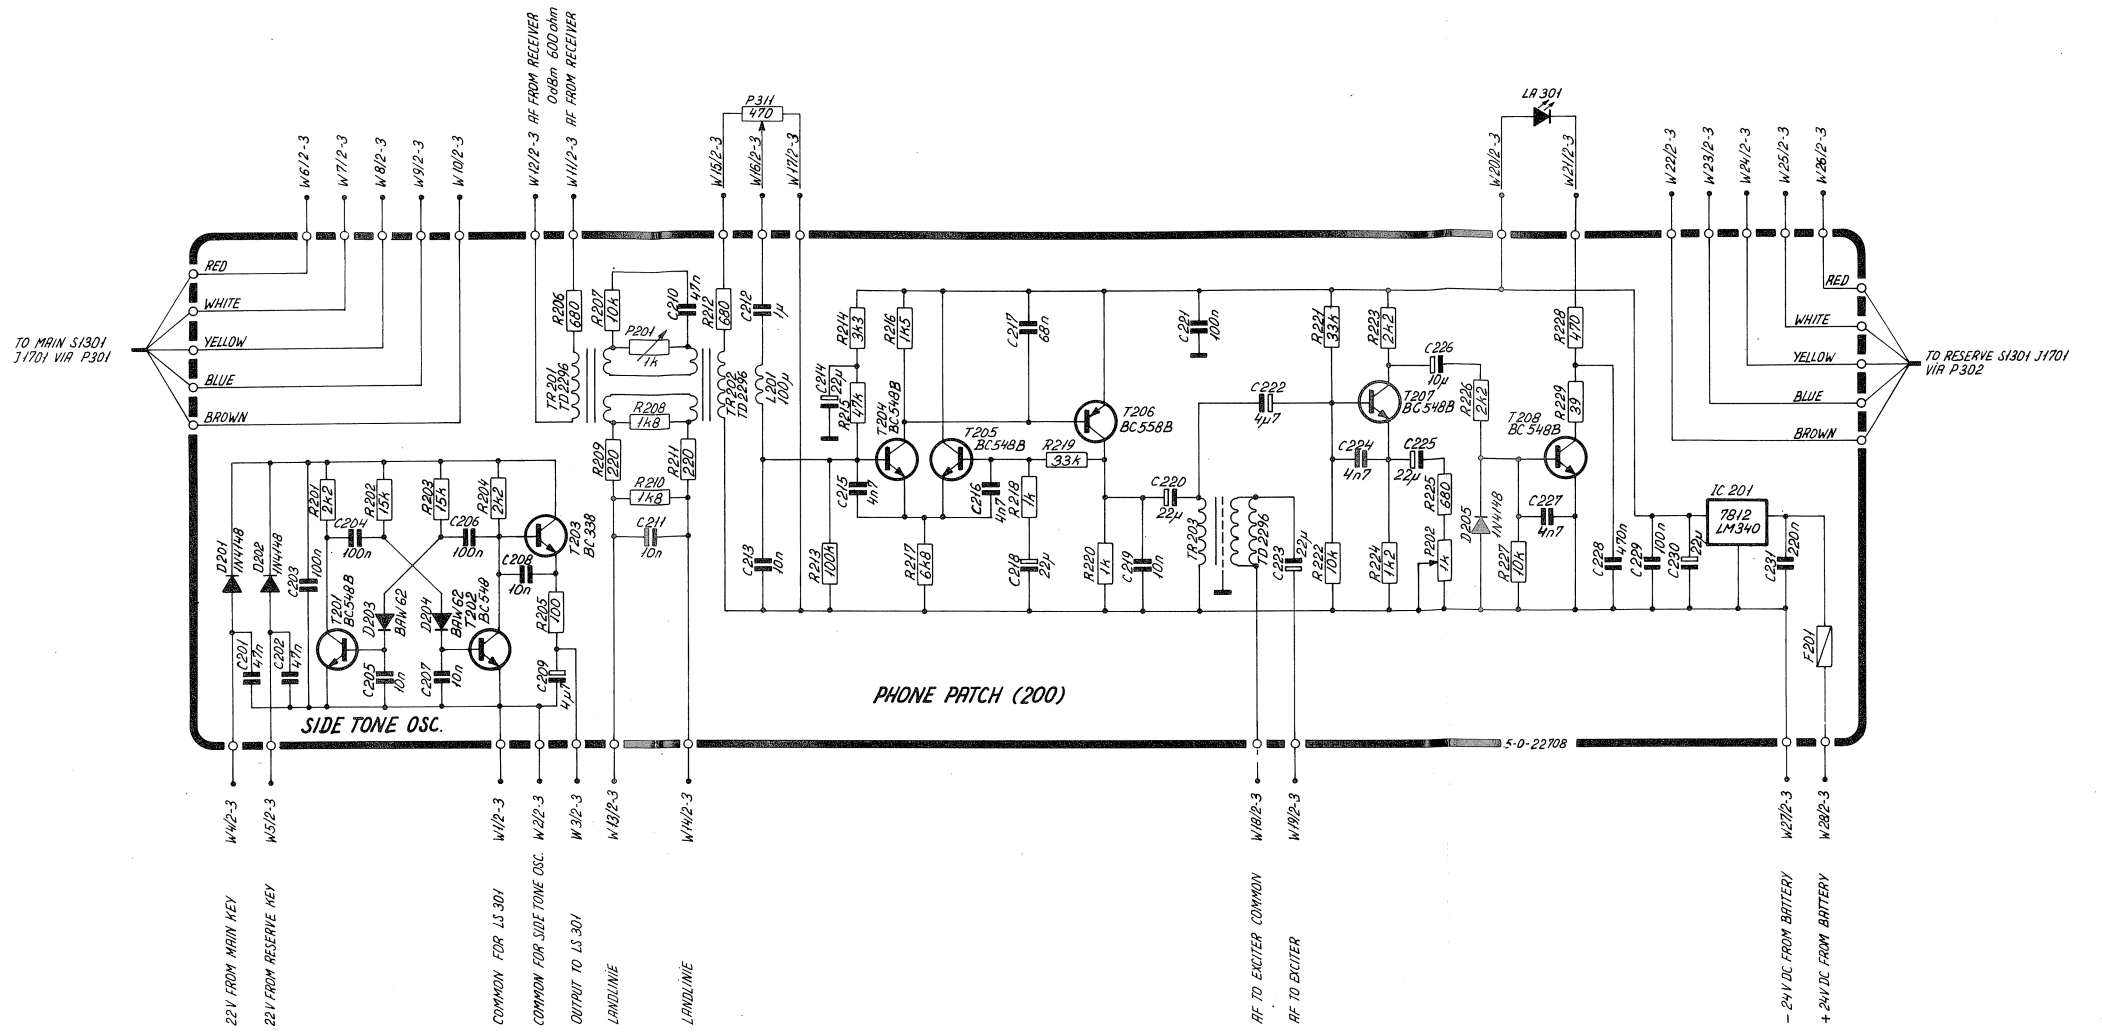 W12/2-3 AF FROM RECEIVER
0dBm 600ohm
W11/2-3 AF FROM RECEIVER
P311
470
LA301
W6/2-3
W7/2-3
W8/2-3
W9/2-3
W10/2-3
W15/2-3
W16/2-3
W17/2-3
W20/2-3
W21/2-3
W22/2-3
W23/2-3
W24/2-3
W25/2-3
W26/2-3
RED
WHITE
YELLOW
BLUE
BROWN
TO MAIN S1301
J1701 VIA P301
RED
WHITE
YELLOW
BLUE
BROWN
TO RESERVE S1301 J1701
VIA P302
R206
680
R207
10k
C210
47n
R212
680
C212
1µ
P201
1k
TR201
TD2296
TR202
TD2296
L201
100µ
R208
1k8
R209
220
R211
220
R210
1k8
C211
10n
R214
3k3
R216
1k5
C217
68n
C221
100n
C214
22µ
R215
47k
T204
BC548B
T205
BC548B
T206
BC558B
R219
33k
C215
4n7
C216
4n7
R218
1k
C213
10n
R213
100k
R217
6k8
C218
22µ
R220
1k
C219
10n
C220
22µ
TR203
TD2296
C223
22µ
C222
4µ7
R221
33k
R223
2k2
C226
10µ
T207
BC548B
R226
2k2
C224
4n7
C225
22µ
R225
680
P202
1k
R222
10k
R224
1k2
D205
1N4148
T208
BC548B
R228
470
R229
39
C227
4n7
R227
10k
C228
470n
C229
100n
C230
22µ
IC 201
7812
LM340
C231
220n
F201
D201
1N4148
D202
1N4148
C203
100n
R201
2k2
R202
15k
R203
15k
R204
2k2
C204
100n
C206
100n
T203
BC338
C208
10n
T201
BC548B
D203
BAW62
D204
BAW62
T202
BC548
R205
100
C201
47n
C202
47n
C205
10n
C207
10n
C209
4µ7
SIDE TONE OSC.
PHONE PATCH (200)
5-0-22708
W4/2-3
22V FROM MAIN KEY
W5/2-3
22V FROM RESERVE KEY
W1/2-3
COMMON FOR LS301
W2/2-3
COMMON FOR SIDE TONE OSC.
W3/2-3
OUTPUT TO LS301
W13/2-3
LANDLINIE
W14/2-3
LANDLINIE
W18/2-3
AF TO EXCITER COMMON
W19/2-3
AF TO EXCITER
W27/2-3
- 24V DC FROM BATTERY
W28/2-3
+ 24V DC FROM BATTERY